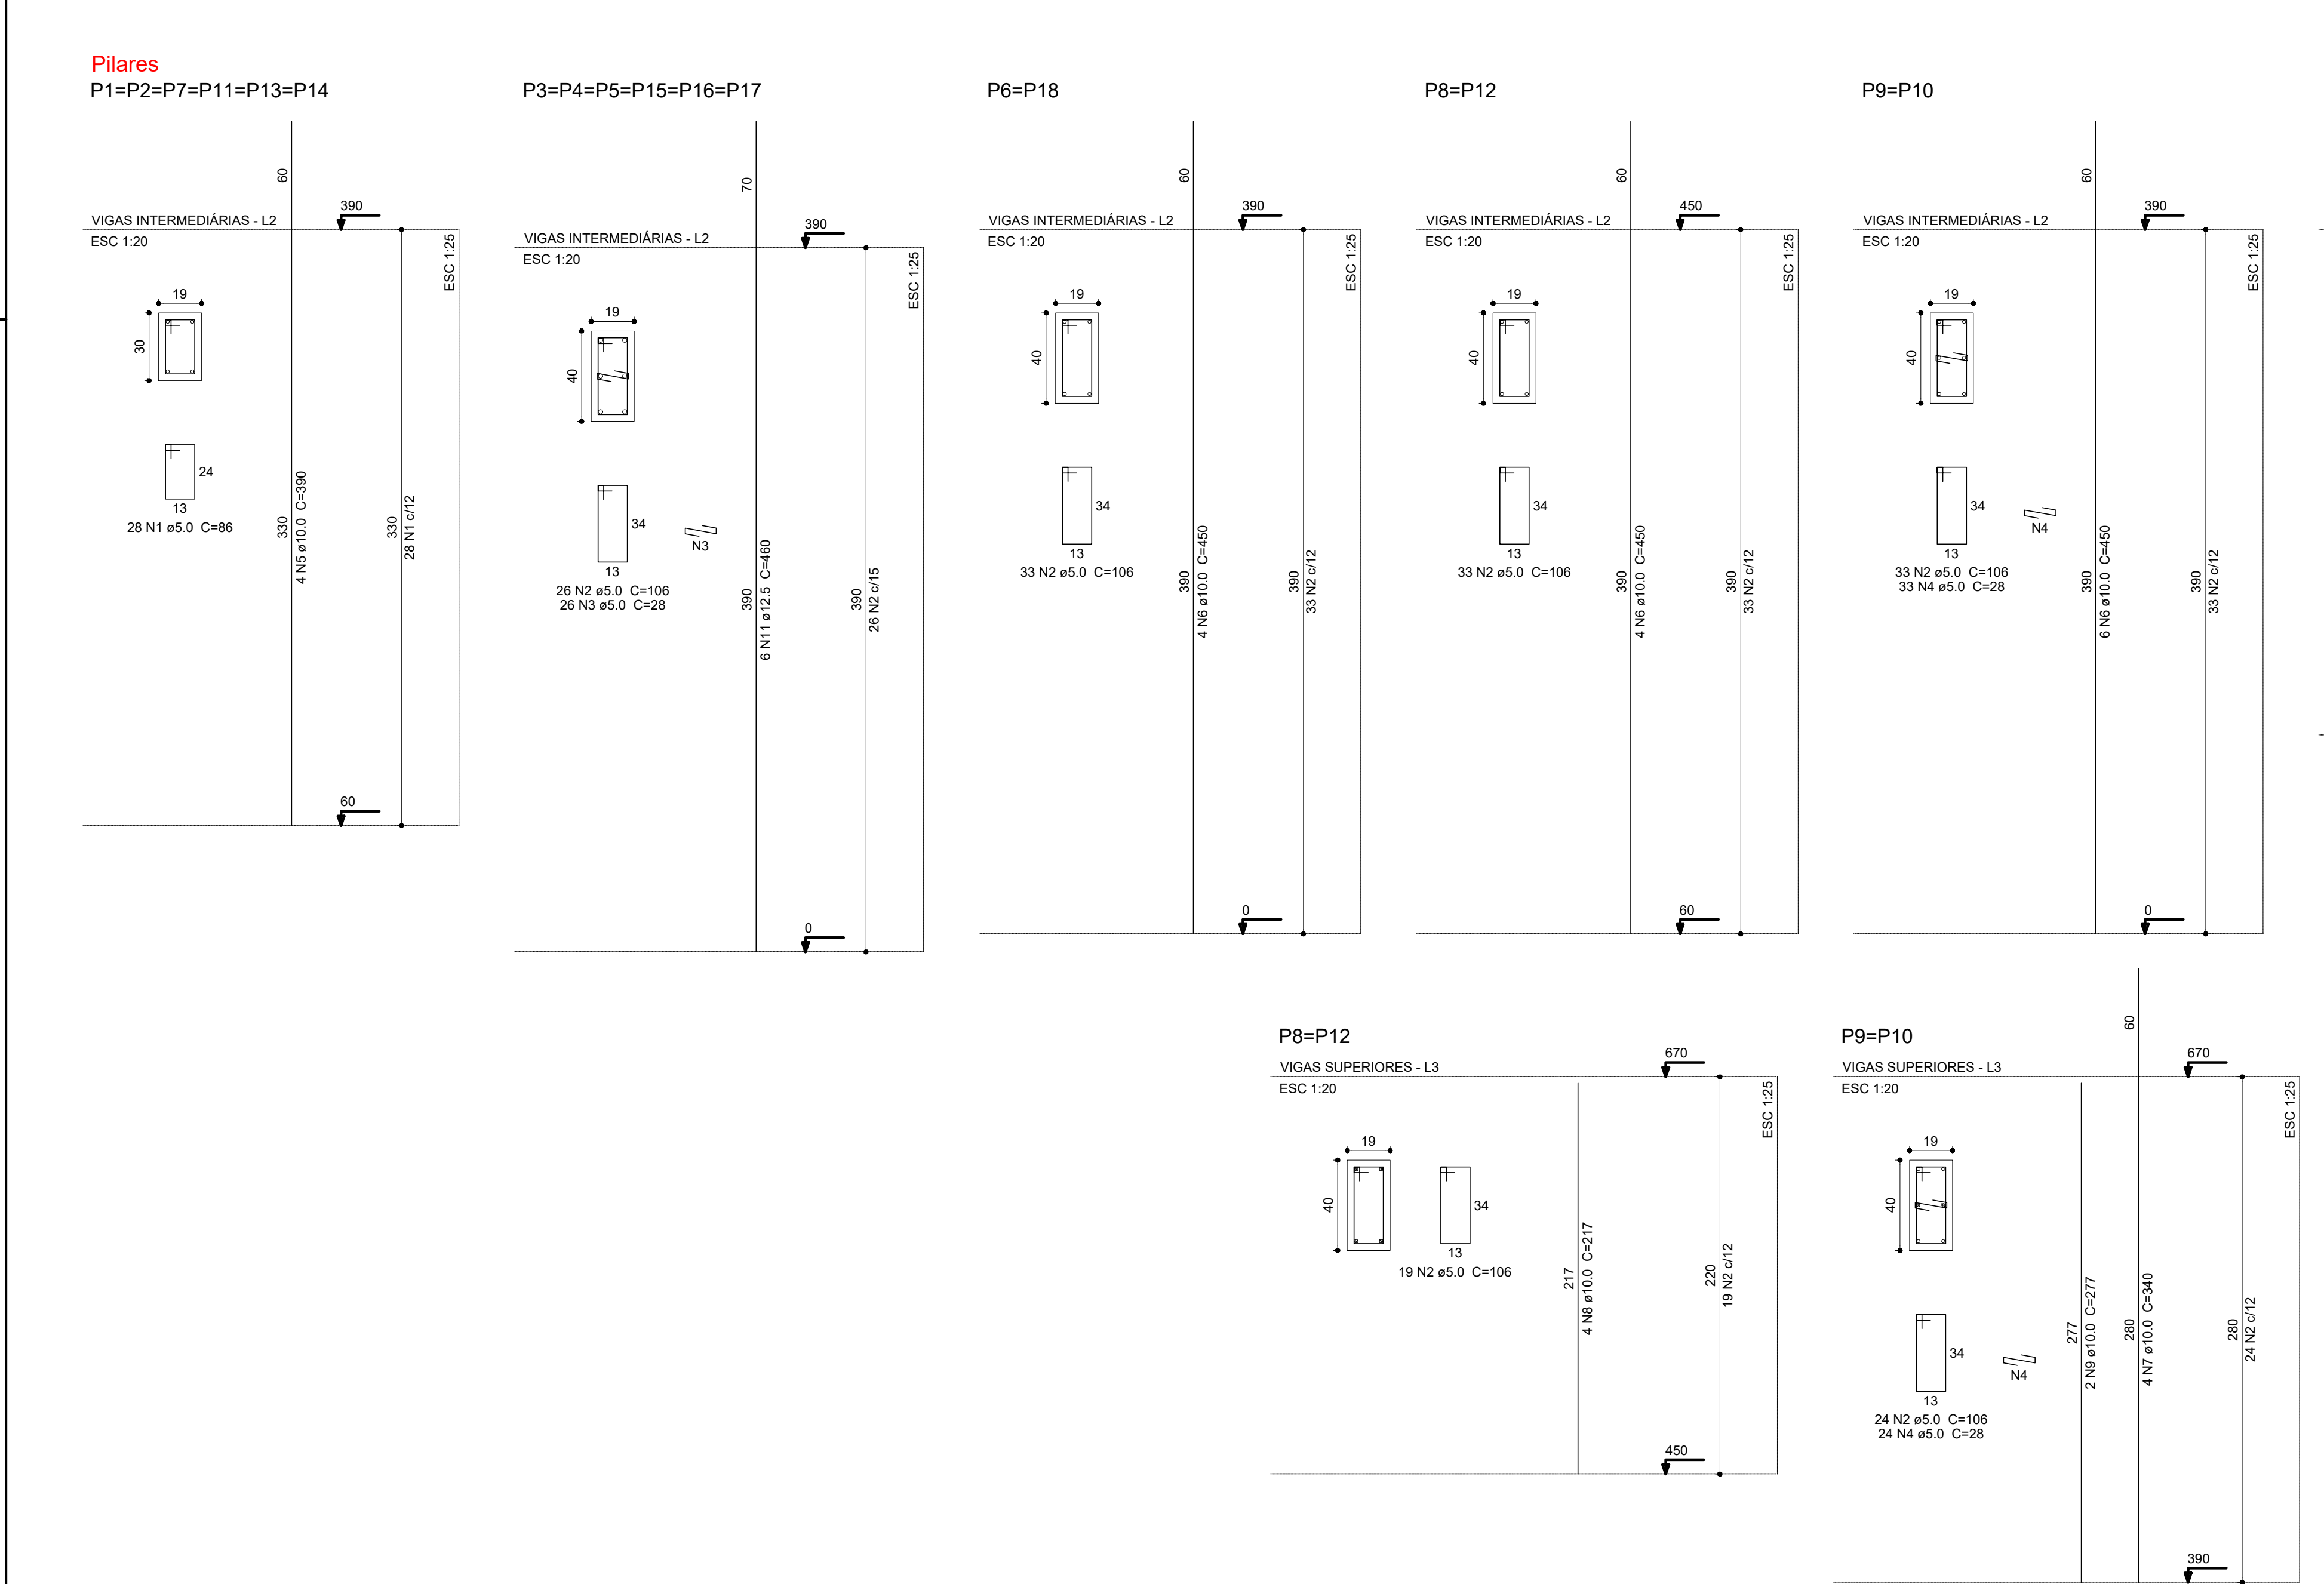 Pilares
P1=P2=P7=P11=P13=P14
60
390
VIGAS INTERMEDIÁRIAS - L2
ESC 1:20
ESC 1:25
19
30
24
13
28 N1 ø5.0 C=86
330
4 N5 ø10.0 C=390
330
28 N1 c/12
60
P3=P4=P5=P15=P16=P17
70
390
VIGAS INTERMEDIÁRIAS - L2
ESC 1:20
ESC 1:25
19
40
34
13
N3
26 N2 ø5.0 C=106
26 N3 ø5.0 C=28
390
6 N11 ø12.5 C=460
390
26 N2 c/15
0
P6=P18
60
390
VIGAS INTERMEDIÁRIAS - L2
ESC 1:20
ESC 1:25
19
40
34
13
33 N2 ø5.0 C=106
390
4 N6 ø10.0 C=450
390
33 N2 c/12
0
P8=P12
60
450
VIGAS INTERMEDIÁRIAS - L2
ESC 1:20
ESC 1:25
19
40
34
13
33 N2 ø5.0 C=106
390
4 N6 ø10.0 C=450
390
33 N2 c/12
60
P9=P10
60
390
VIGAS INTERMEDIÁRIAS - L2
ESC 1:20
ESC 1:25
19
40
34
13
N4
33 N2 ø5.0 C=106
33 N4 ø5.0 C=28
390
6 N6 ø10.0 C=450
390
33 N2 c/12
0
P8=P12
670
VIGAS SUPERIORES - L3
ESC 1:20
ESC 1:25
19
40
34
13
19 N2 ø5.0 C=106
217
4 N8 ø10.0 C=217
220
19 N2 c/12
450
P9=P10
60
670
VIGAS SUPERIORES - L3
ESC 1:20
ESC 1:25
19
40
34
13
N4
24 N2 ø5.0 C=106
24 N4 ø5.0 C=28
277
2 N9 ø10.0 C=277
280
4 N7 ø10.0 C=340
280
24 N2 c/12
390